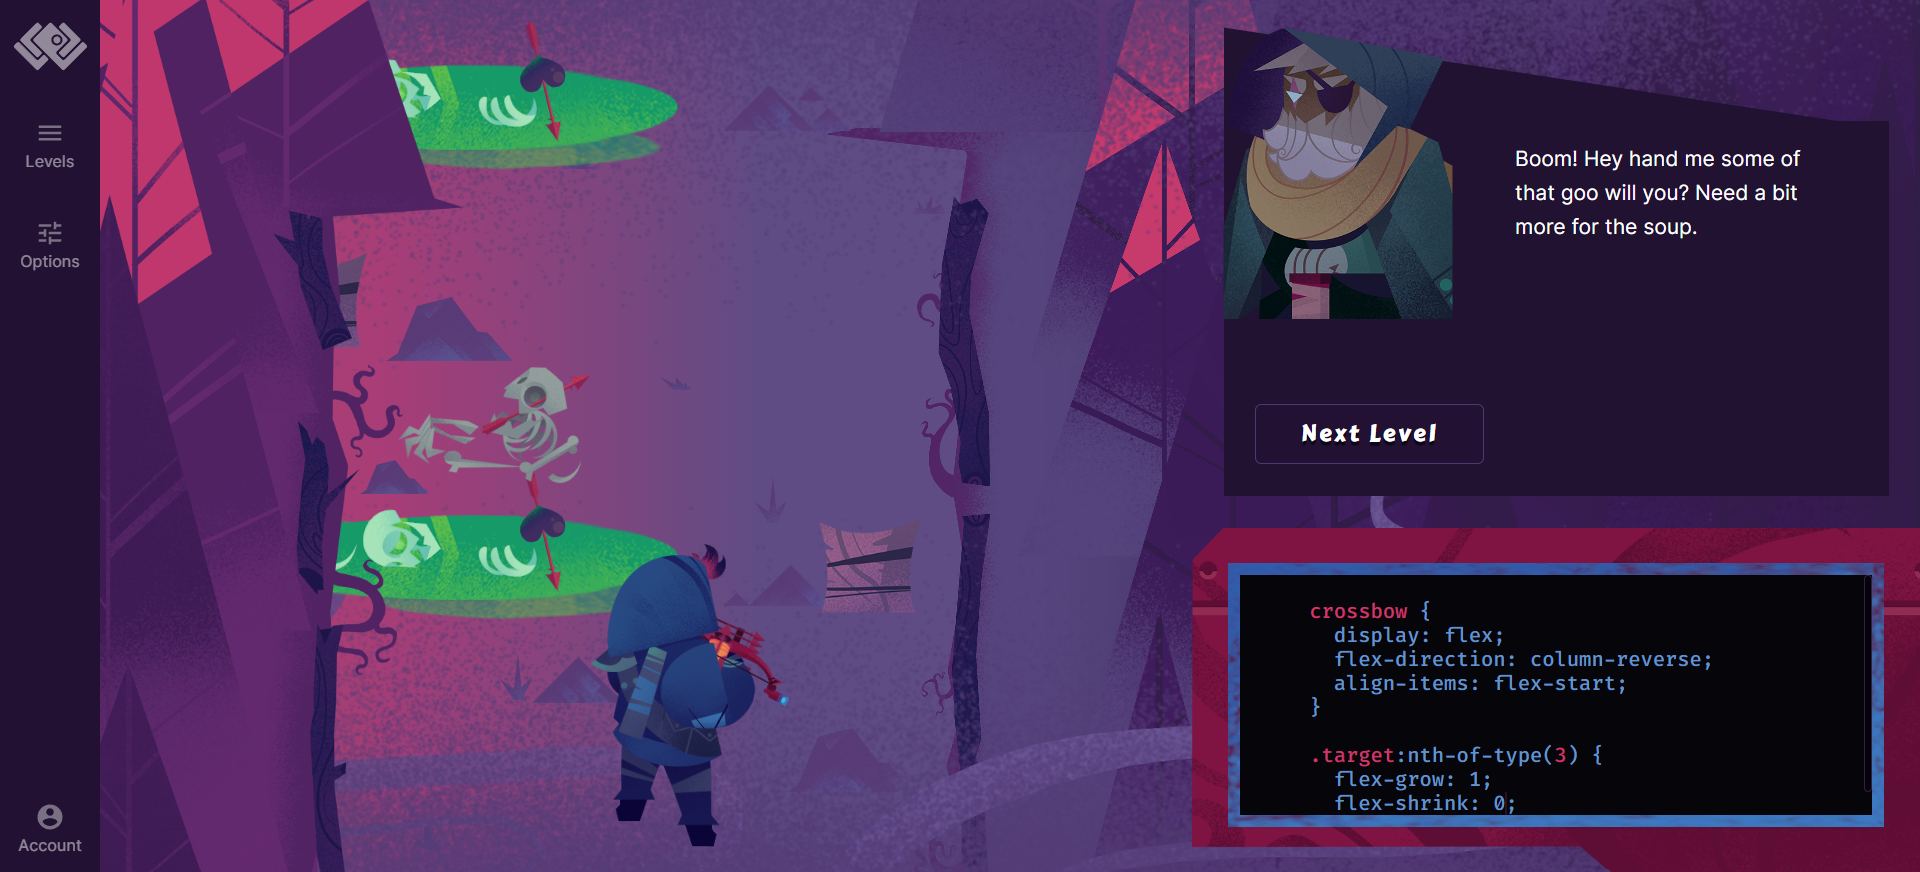 Levels
Options
Account
Boom! Hey hand me some of
that goo will you? Need a bit
more for the soup.
Next Level
crossbow {
  display: flex;
  flex-direction: column-reverse;
  align-items: flex-start;
}
.target:nth-of-type(3) {
  flex-grow: 1;
  flex-shrink: 0;